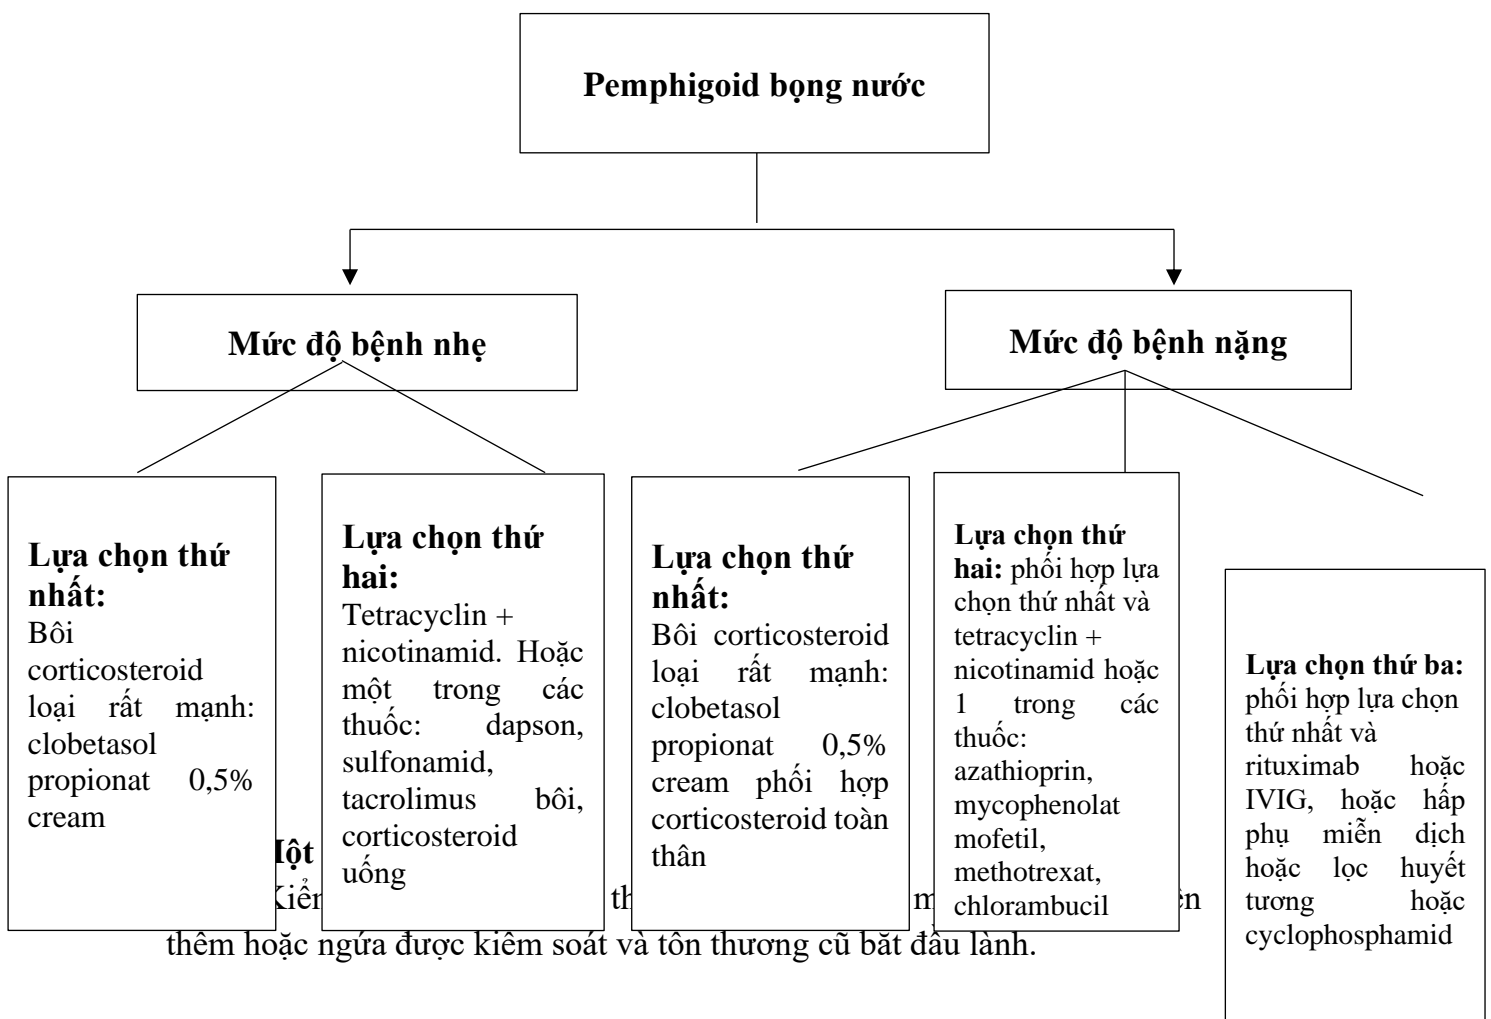 Pemphigoid bọng nước
Mức độ bệnh nhẹ
Mức độ bệnh nặng
Lựa chọn thứ
nhất:
Bôi
corticosteroid
loại rất mạnh:
clobetasol
propionat 0,5%
cream
Lựa chọn thứ
hai:
Tetracyclin +
nicotinamid. Hoặc
một trong các
thuốc: dapson,
sulfonamid,
tacrolimus bôi,
corticosteroid
uống
Lựa chọn thứ
nhất:
Bôi corticosteroid
loại rất mạnh:
clobetasol
propionat 0,5%
cream phối hợp
corticosteroid toàn
thân
Lựa chọn thứ
hai: phối hợp lựa
chọn thứ nhất và
tetracyclin +
nicotinamid hoặc
1 trong các
thuốc:
azathioprin,
mycophenolat
mofetil,
methotrexat,
chlorambucil
Lựa chọn thứ ba:
phối hợp lựa chọn
thứ nhất và
rituximab hoặc
IVIG, hoặc hấp
phụ miễn dịch
hoặc lọc huyết
tương hoặc
cyclophosphamid
thêm hoặc ngứa được kiểm soát và tổn thương cũ bắt đầu lành.